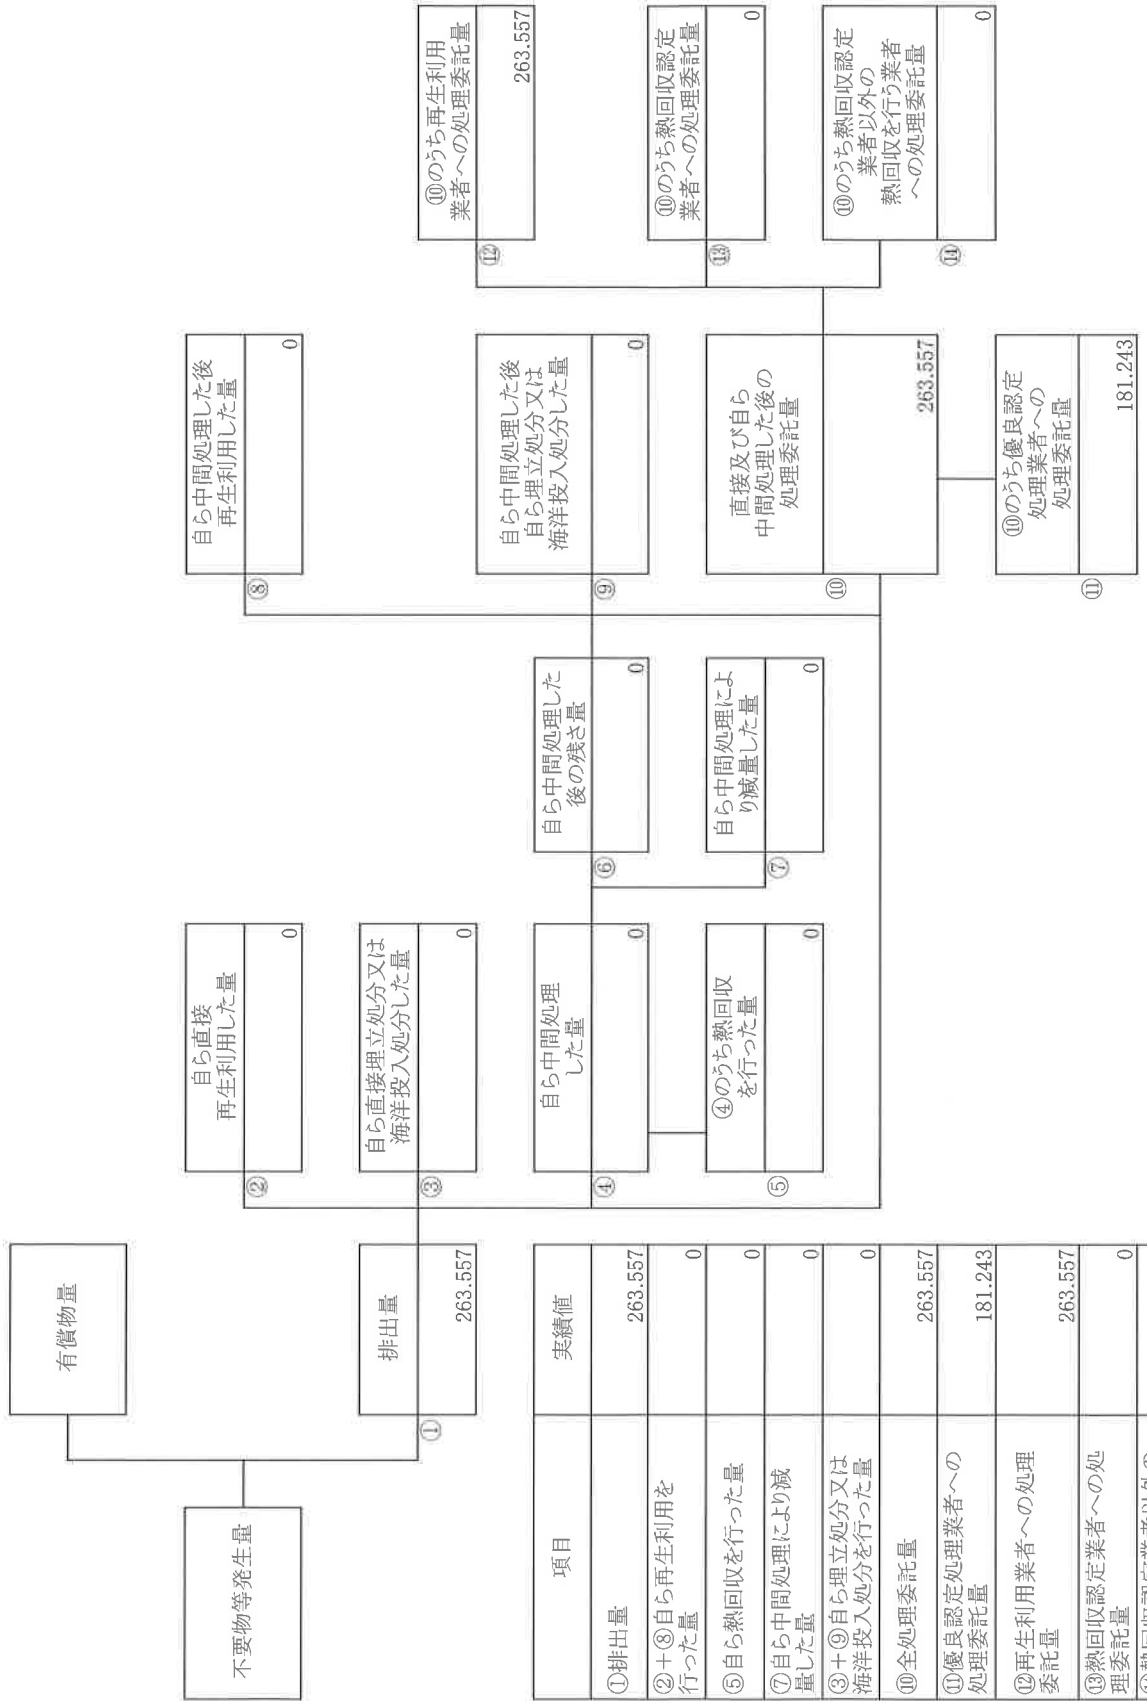 不要物等発生量
有償物量
①
排出量
263.557
②
自ら直接
再生利用した量
0
③
自ら直接埋立処分又は
海洋投入処分した量
0
④
自ら中間処理
した量
0
⑤
④のうち熱回収
を行った量
0
⑥
自ら中間処理した
後の残さ量
0
⑦
自ら中間処理によ
り減量した量
0
⑧
自ら中間処理した後
再生利用した量
0
⑨
自ら中間処理した後
自ら埋立処分又は
海洋投入処分した量
0
⑩
直接及び自ら
中間処理した後の
処理委託量
263.557
⑪
⑩のうち優良認定
処理業者への
処理委託量
181.243
⑫
⑩のうち再生利用
業者への処理委託量
263.557
⑬
⑩のうち熱回収認定
業者への処理委託量
0
⑭
⑩のうち熱回収認定
業者以外の
熱回収を行う業者
への処理委託量
0
項目
実績値
①排出量
263.557
②+⑧自ら再生利用を
行った量
0
⑤自ら熱回収を行った量
0
⑦自ら中間処理により減
量した量
0
③+⑨自ら埋立処分又は
海洋投入処分を行った量
0
⑩全処理委託量
263.557
⑪優良認定処理業者への
処理委託量
181.243
⑫再生利用業者への処理
委託量
263.557
⑬熱回収認定業者への処
理委託量
0